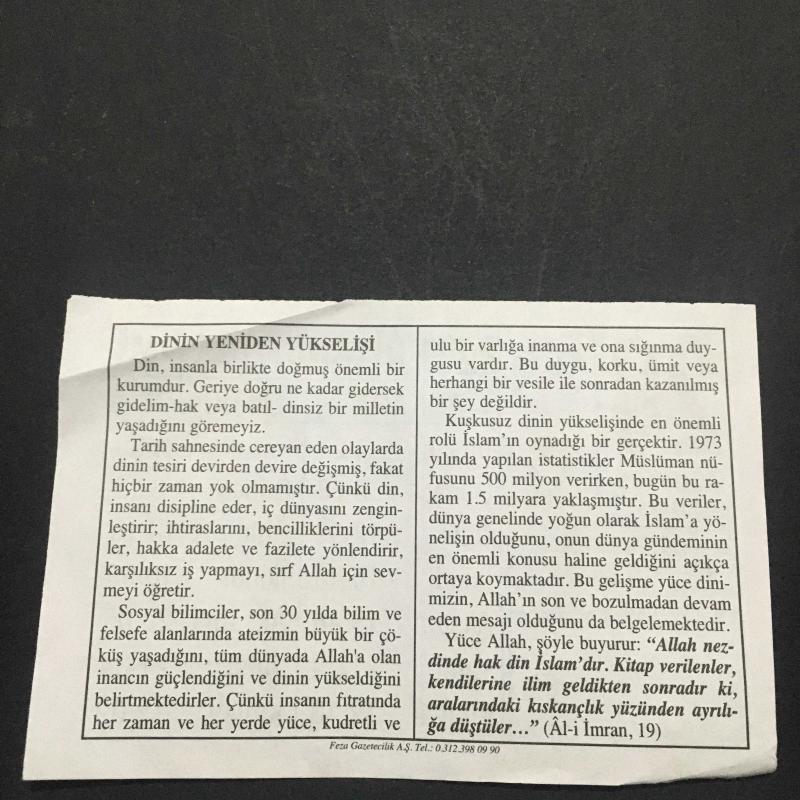 DİNİN YENİDEN YÜKSELİŞİ
Din, insanla birlikte doğmuş önemli bir
kurumdur. Geriye doğru ne kadar gidersek
gidelim-hak veya batıl- dinsiz bir milletin
yaşadığını göremeyiz.
Tarih sahnesinde cereyan eden olaylarda
dinin tesiri devirden devire değişmiş, fakat
hiçbir zaman yok olmamıştır. Çünkü din,
insanı disipline eder, iç dünyasını zengin-
leştirir; ihtiraslarını, bencilliklerini törpü-
ler, hakka adalete ve fazilete yönlendirir,
karşılıksız iş yapmayı, sırf Allah için sev-
meyi öğretir.
Sosyal bilimciler, son 30 yılda bilim ve
felsefe alanlarında ateizmin büyük bir çö-
küş yaşadığını, tüm dünyada Allah'a olan
inancın güçlendiğini ve dinin yükseldiğini
belirtmektedirler. Çünkü insanın fıtratında
her zaman ve her yerde yüce, kudretli ve
ulu bir varlığa inanma ve ona sığınma duy-
gusu vardır. Bu duygu, korku, ümit veya
herhangi bir vesile ile sonradan kazanılmış
bir şey değildir.
Kuşkusuz dinin yükselişinde en önemli
rolü İslam'ın oynadığı bir gerçektir. 1973
yılında yapılan istatistikler Müslüman nü-
fusunu 500 milyon verirken, bugün bu ra-
kam 1.5 milyara yaklaşmıştır. Bu veriler,
dünya genelinde yoğun olarak İslam'a yö-
nelişin olduğunu, onun dünya gündeminin
en önemli konusu haline geldiğini açıkça
ortaya koymaktadır. Bu gelişme yüce dini-
mizin, Allah'ın son ve bozulmadan devam
eden mesajı olduğunu da belgelemektedir.
Yüce Allah, şöyle buyurur: "Allah nez-
dinde hak din İslam'dır. Kitap verilenler,
kendilerine ilim geldikten sonradır ki,
aralarındaki kıskançlık yüzünden ayrılı-
ğa düştüler..." (Âl-i İmran, 19)
Feza Gazetecilik A.Ş. Tel.: 0.312.398 09 90